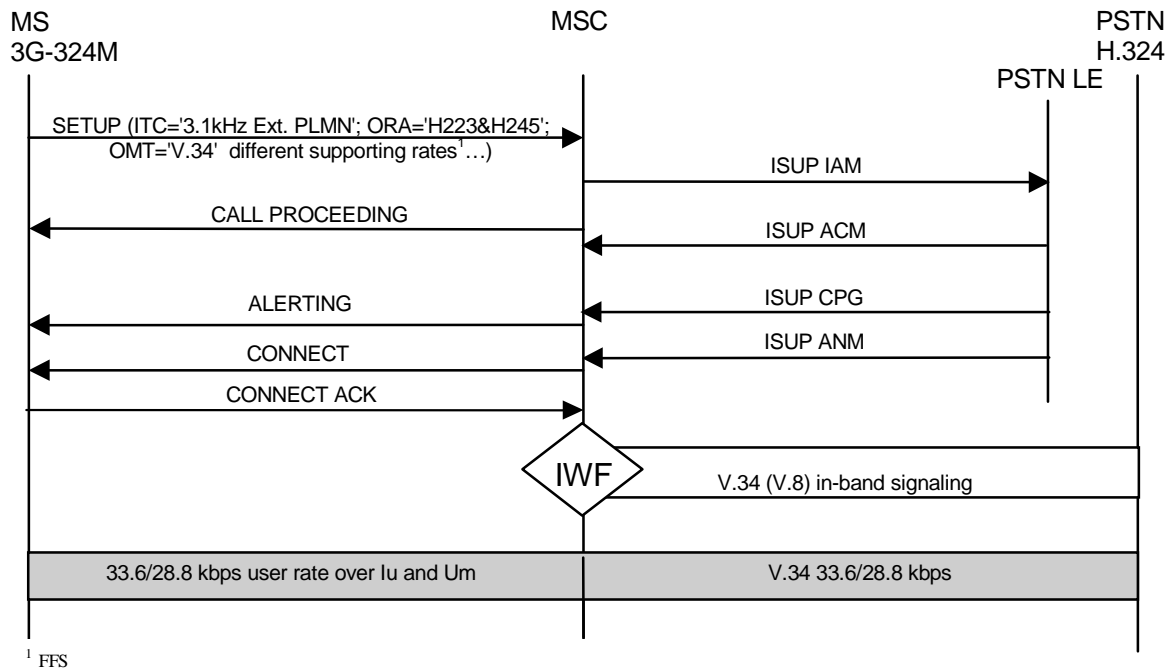 MS
3G-324M
MSC
PSTN
H.324
PSTN LE
SETUP (ITC='3.1kHz Ext. PLMN'; ORA='H223&H245';
OMT='V.34' different supporting rates¹…)
ISUP IAM
CALL PROCEEDING
ISUP ACM
ISUP CPG
ALERTING
ISUP ANM
CONNECT
CONNECT ACK
IWF
V.34 (V.8) in-band signaling
33.6/28.8 kbps user rate over Iu and Um
V.34 33.6/28.8 kbps
¹ FFS